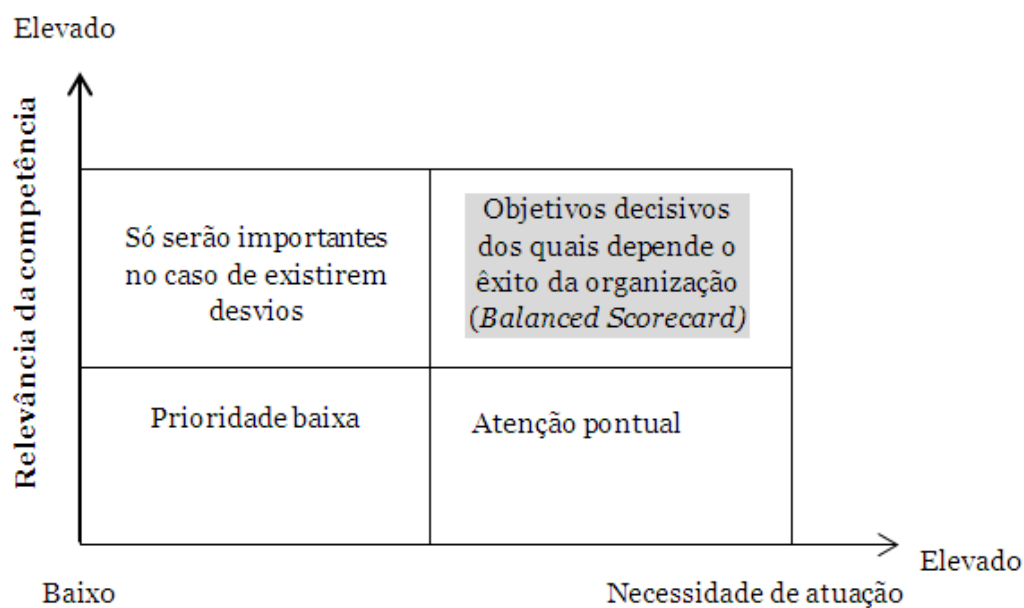 Elevado
Relevância da competência
Só serão importantes
no caso de existirem
desvios
Objetivos decisivos
dos quais depende o
êxito da organização
(Balanced Scorecard)
Prioridade baixa
Atenção pontual
Elevado
Baixo
Necessidade de atuação